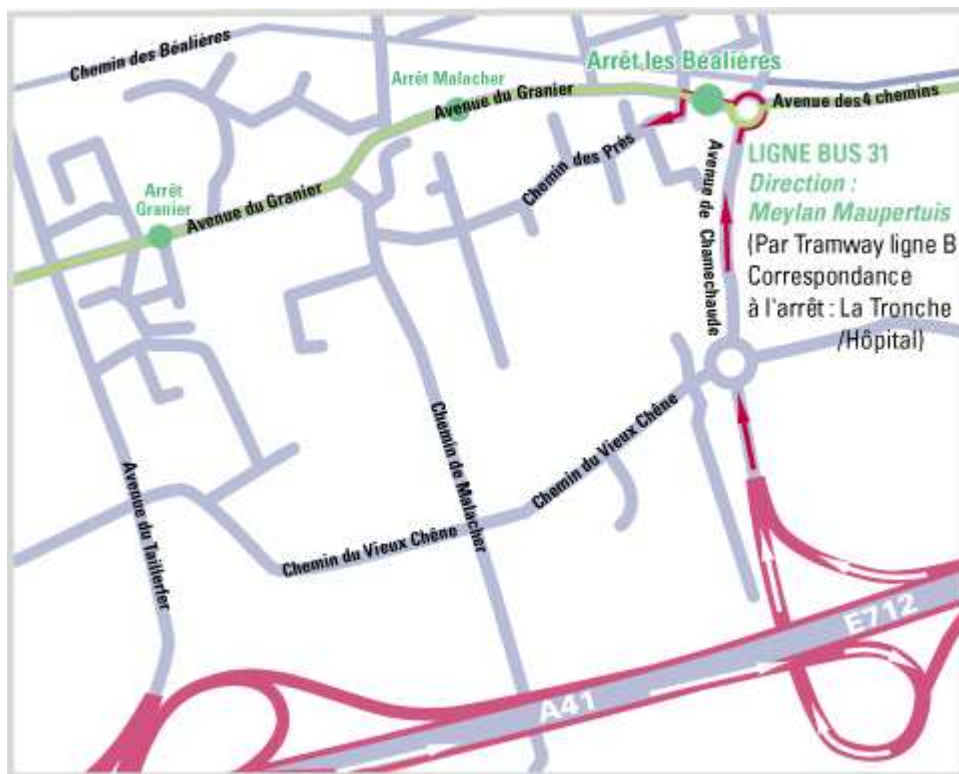 Chemin des Béalières
Arrêt les Béalières
Arrêt Malacher
Avenue du Granier
Avenue des 4 chemins
Chemin des Prés
Avenue de Chamechaude
LIGNE BUS 31
Direction :
Meylan Maupertuis
(Par Tramway ligne B
Correspondance
à l'arrêt : La Tronche
/Hôpital)
Arrêt
Granier
Avenue du Granier
Chemin de Malacher
Chemin du Vieux Chêne
Avenue du Taillerfer
Chemin du Vieux Chêne
E712
A41